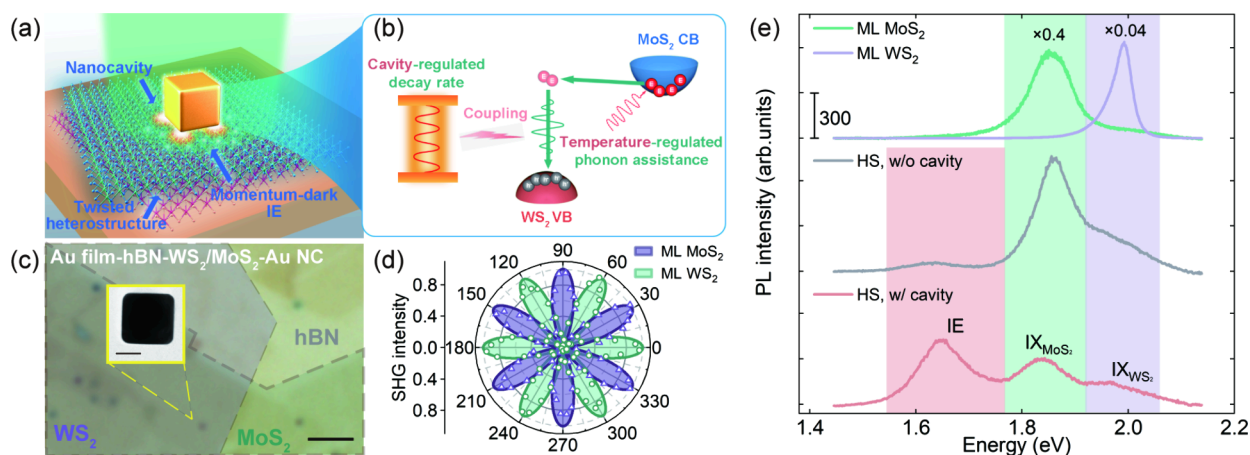 (a)
Nanocavity
Twisted
heterostructure
Momentum-dark
IE
(b)
Cavity-regulated
decay rate
Coupling
MoS₂ CB
Temperature-regulated
phonon assistance
WS₂ VB
(c)
Au film-hBN-WS₂/MoS₂-Au NC
hBN
WS₂
MoS₂
(d)
ML MoS₂
ML WS₂
SHG intensity
0.8
0.4
0.0
0.4
0.8
0
30
60
90
120
150
180
210
240
270
300
330
(e)
PL intensity (arb.units)
ML MoS₂
ML WS₂
×0.4
×0.04
300
HS, w/o cavity
HS, w/ cavity
IE
IX_MoS₂
IX_WS₂
1.4
1.6
1.8
2.0
2.2
Energy (eV)